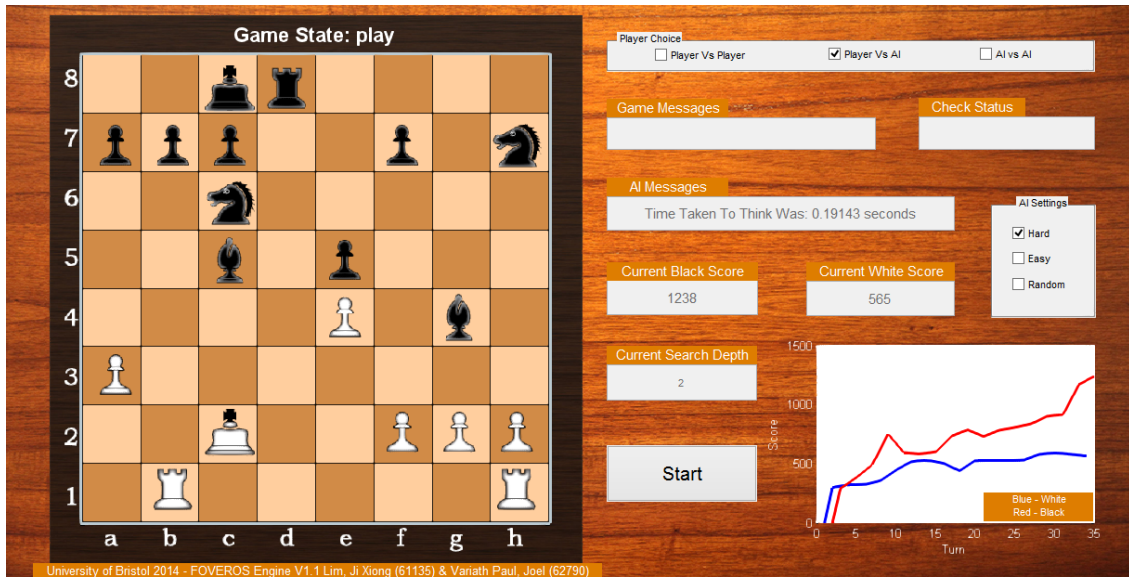 Game State: play
8
7
6
5
4
3
2
1
a b c d e f g h
University of Bristol 2014 - FOVEROS Engine V1.1 Lim, Ji Xiong (61135) & Variath Paul, Joel (62790)
Player Choice
Player Vs Player
Player Vs AI
AI vs AI
Game Messages
Check Status
AI Messages
Time Taken To Think Was: 0.19143 seconds
AI Settings
Hard
Easy
Random
Current Black Score
1238
Current White Score
565
Current Search Depth
2
Start
1500
1000
500
0
Score
0 5 10 15 20 25 30 35
Turn
Blue - White
Red - Black